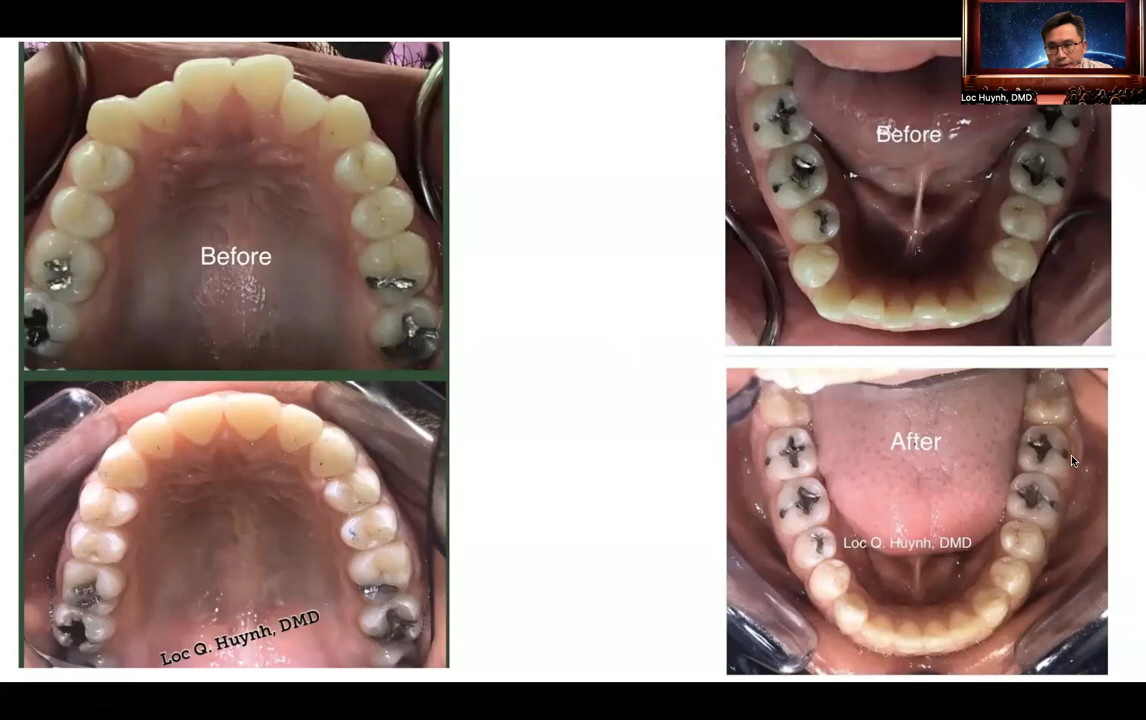 Before
Loc Q. Huynh, DMD
Before
After
Loc Q. Huynh, DMD
Loc Huynh, DMD